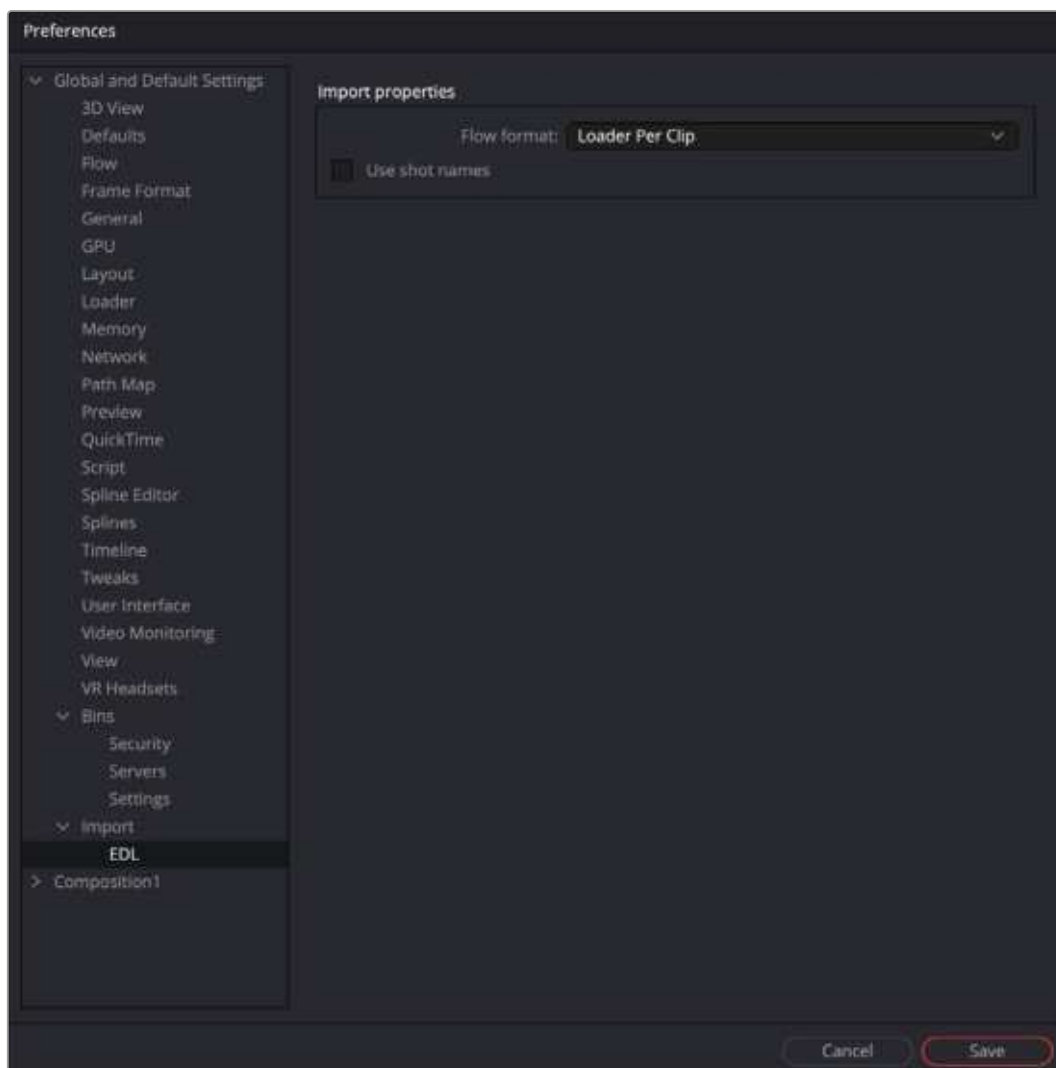 Preferences
Global and Default Settings
3D View
Defaults
Flow
Frame Format
General
GPU
Layout
Loader
Memory
Network
Path Map
Preview
QuickTime
Script
Spline Editor
Splines
Timeline
Tweaks
User Interface
Video Monitoring
View
VR Headsets
Bins
Security
Servers
Settings
Import
EDL
Composition1
Import properties
Flow format: Loader Per Clip
Use shot names
Cancel Save